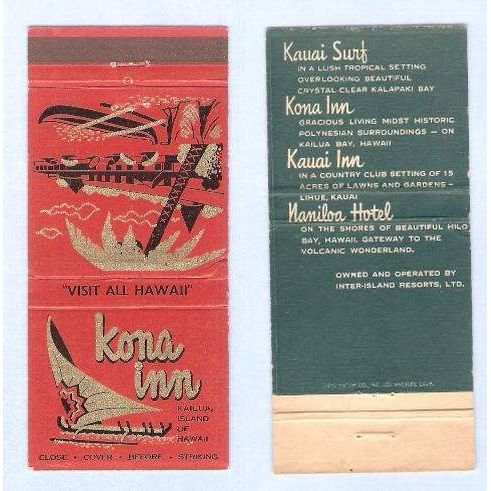 "VISIT ALL HAWAII"
Kona
inn
KAILUA,
ISLAND
OF
HAWAII
CLOSE • COVER • BEFORE • STRIKING
Kauai Surf
IN A LUSH TROPICAL SETTING
OVERLOOKING BEAUTIFUL
CRYSTAL CLEAR KALAPAKI BAY
Kona Inn
GRACIOUS LIVING MIDST HISTORIC
POLYNESIAN SURROUNDINGS — ON
KAILUA BAY, HAWAII
Kauai Inn
IN A COUNTRY CLUB SETTING OF 15
ACRES OF LAWNS AND GARDENS –
LIHUE, KAUAI
Naniloa Hotel
ON THE SHORES OF BEAUTIFUL HILO
BAY, HAWAII. GATEWAY TO THE
VOLCANIC WONDERLAND.
OWNED AND OPERATED BY
INTER-ISLAND RESORTS, LTD.